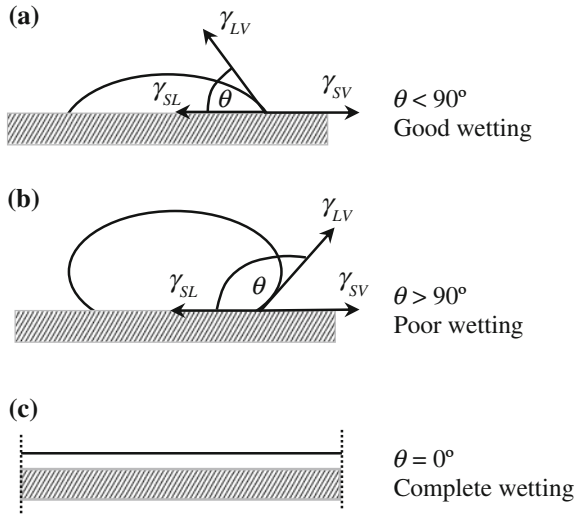 (a)
γLV
γSL
θ
γSV
θ < 90º
Good wetting
(b)
γLV
γSL
θ
γSV
θ > 90º
Poor wetting
(c)
θ = 0º
Complete wetting